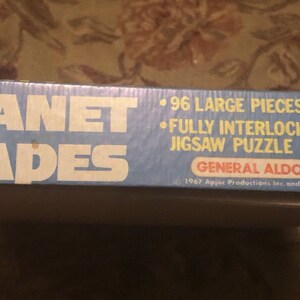 ANET
APES
• 96 LARGE PIECES
• FULLY INTERLOC
JIGSAW PUZZLE
GENERAL ALDO
© 1967 Apjac Productions Inc. and